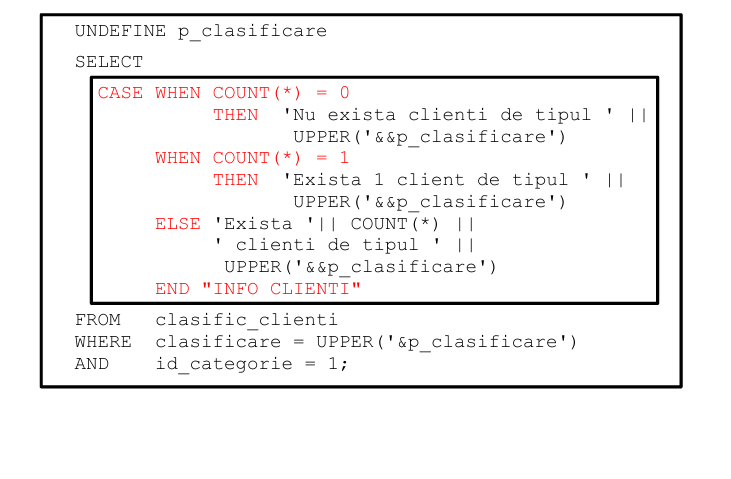 UNDEFINE p_clasificare
SELECT
CASE WHEN COUNT(*) = 0
THEN 'Nu exista clienti de tipul ' ||
UPPER('&&p_clasificare')
WHEN COUNT(*) = 1
THEN 'Exista 1 client de tipul ' ||
UPPER('&&p_clasificare')
ELSE 'Exista '|| COUNT(*) ||
' clienti de tipul ' ||
UPPER('&&p_clasificare')
END "INFO CLIENTI"
FROM clasific_clienti
WHERE clasificare = UPPER('&p_clasificare')
AND id_categorie = 1;